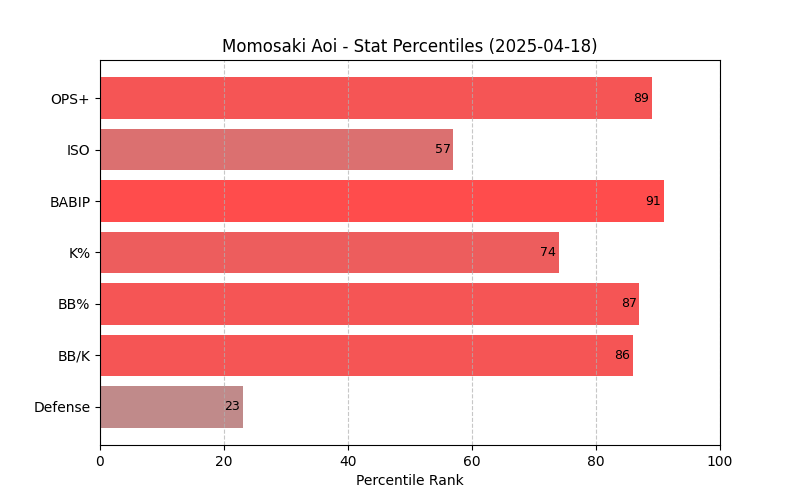 Momosaki Aoi - Stat Percentiles (2025-04-18)
OPS+ 89
ISO 57
BABIP 91
K% 74
BB% 87
BB/K 86
Defense 23
0 20 40 60 80 100
Percentile Rank